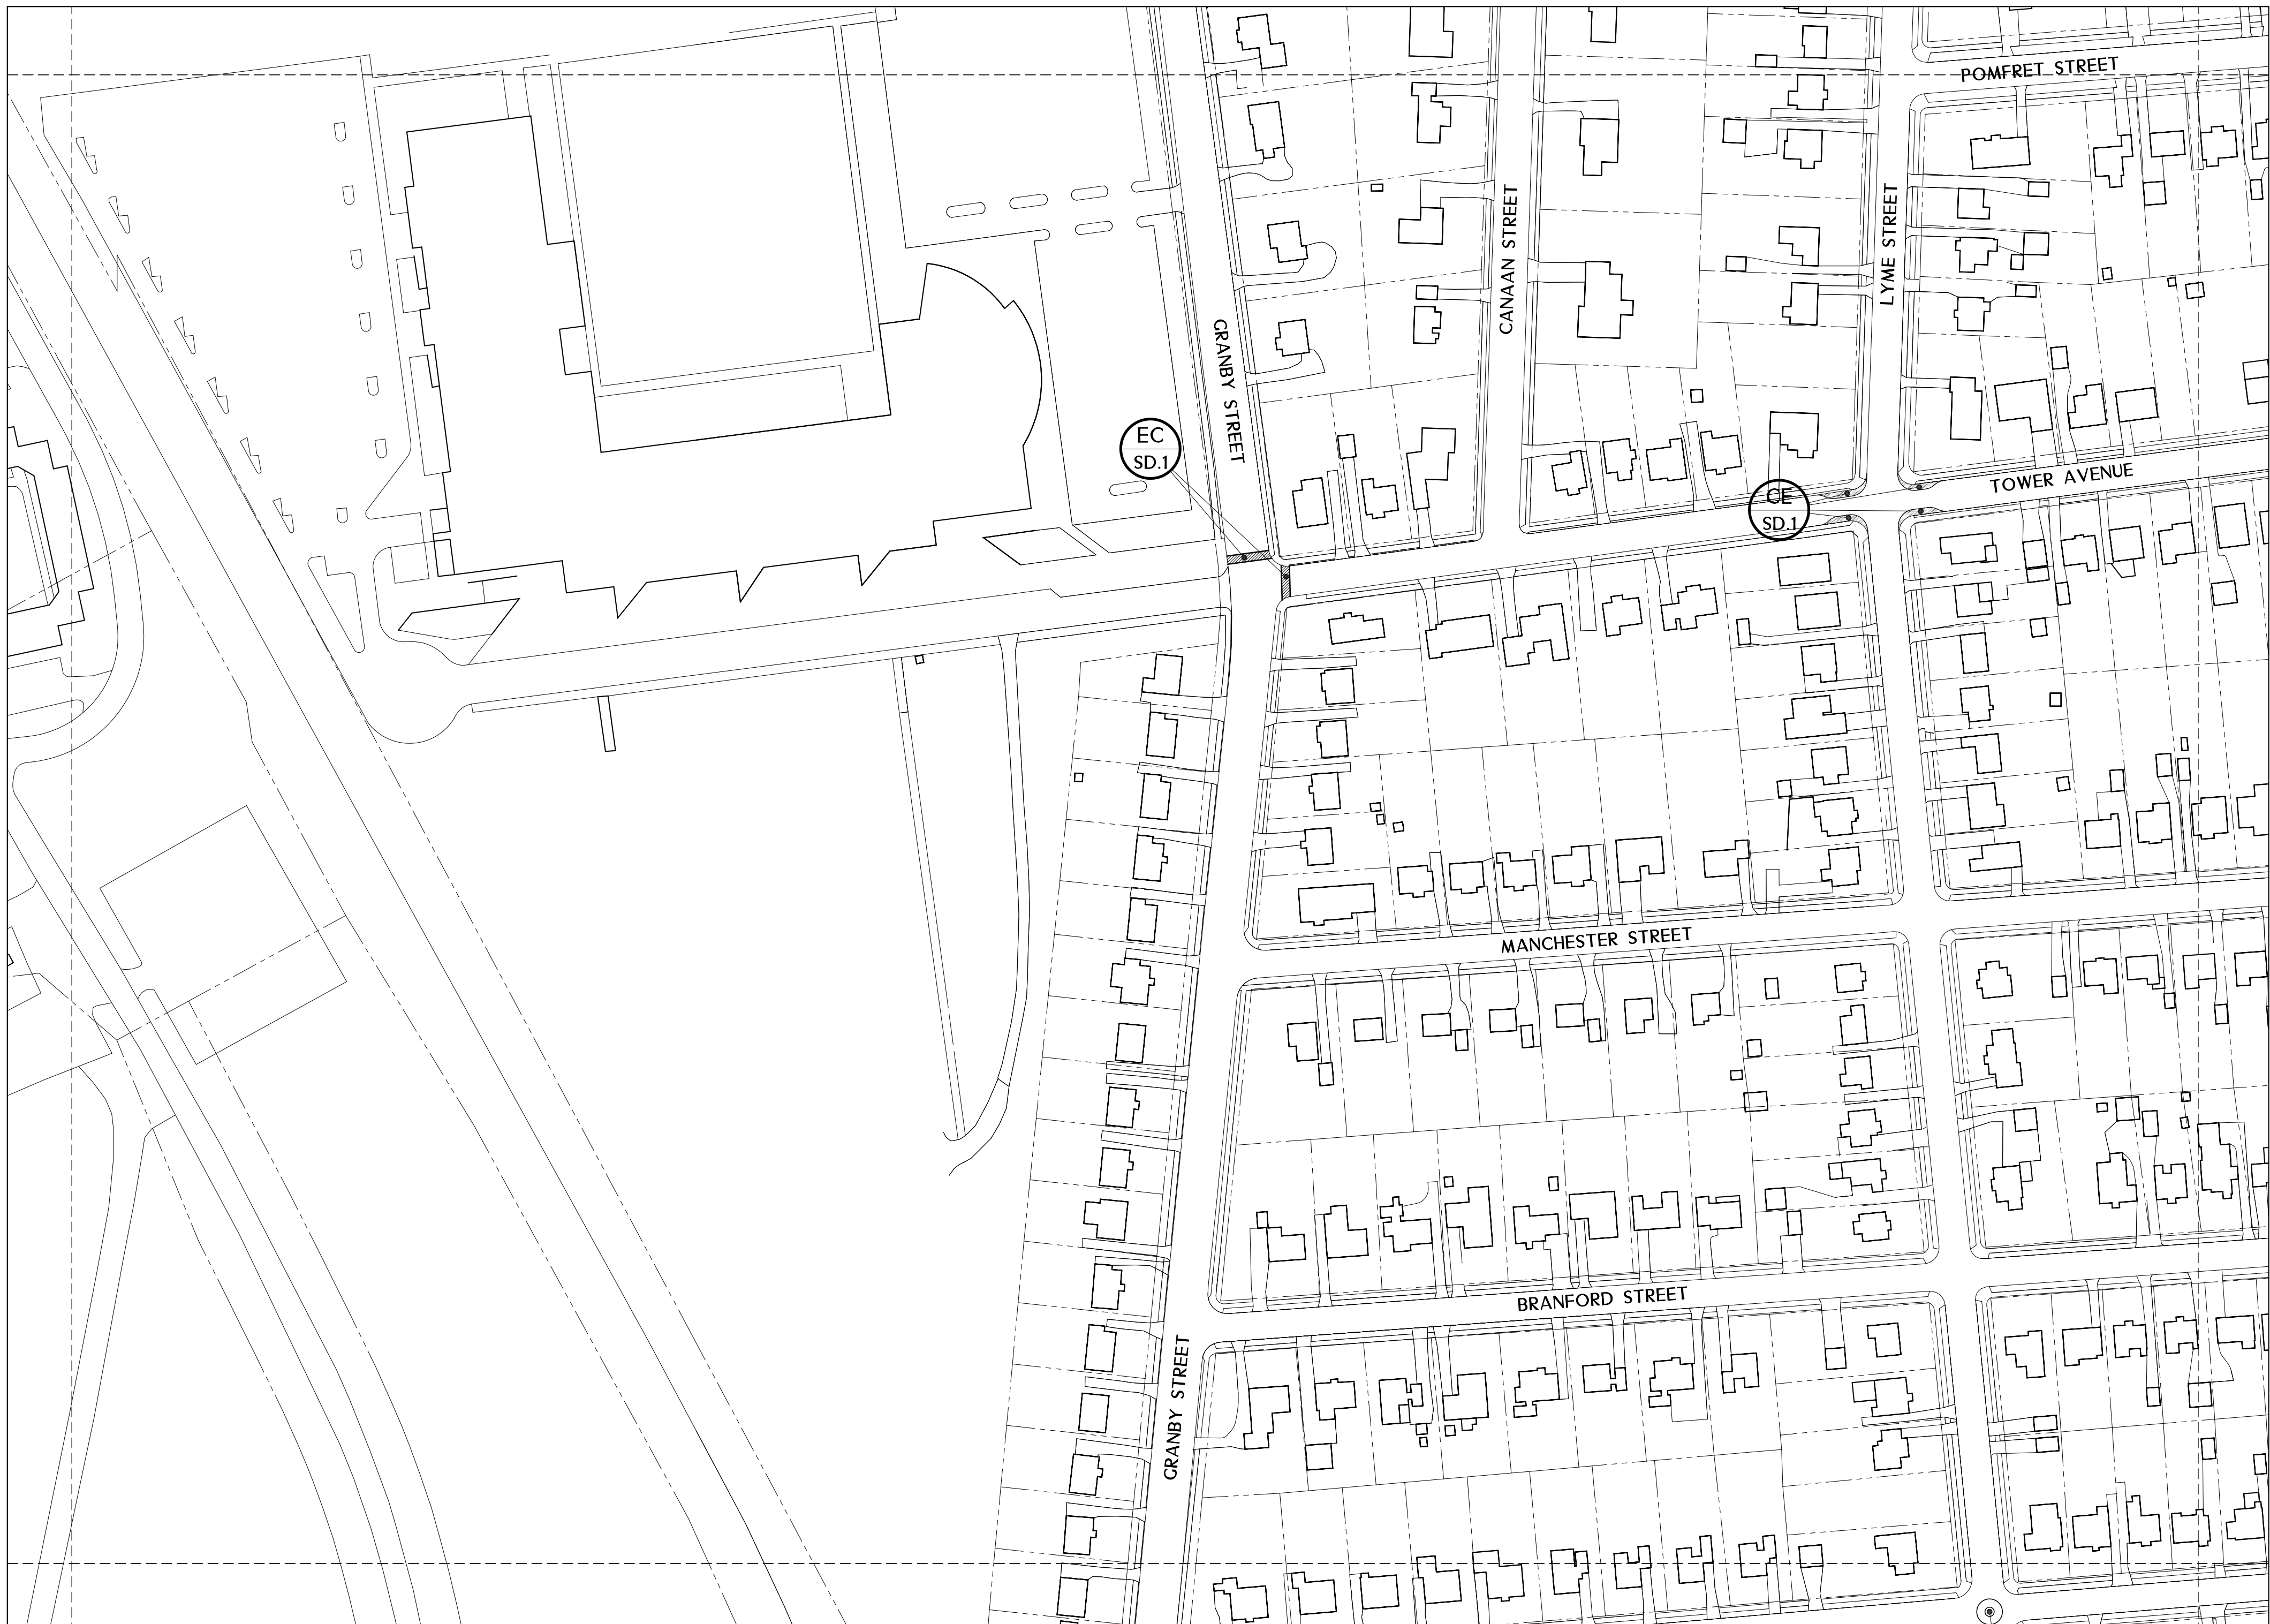 POMFRET STREET
CANAAN STREET
LYME STREET
GRANBY STREET
EC
SD.1
TOWER AVENUE
CE
SD.1
MANCHESTER STREET
BRANFORD STREET
GRANBY STREET